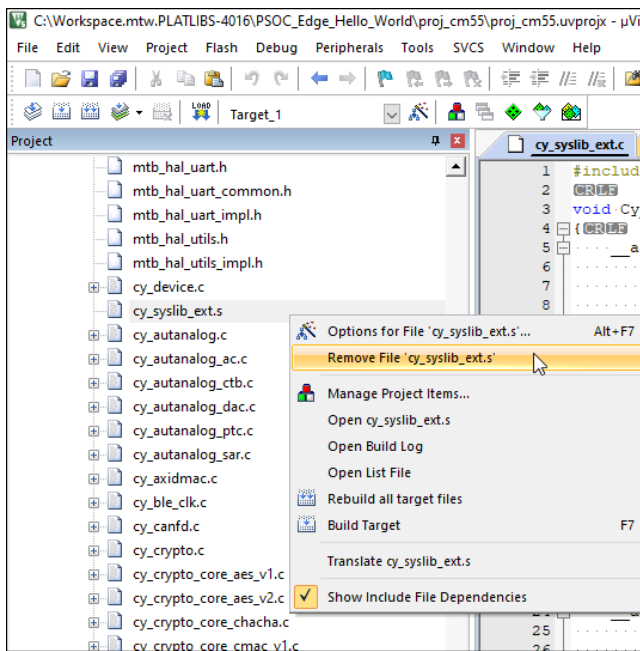 C:\Workspace.mtw.PLATLIBS-4016\PSOC_Edge_Hello_World\proj_cm55\proj_cm55.uvprojx - µVi
File Edit View Project Flash Debug Peripherals Tools SVCS Window Help
LOAD Target_1
Project
cy_syslib_ext.c
mtb_hal_uart.h
mtb_hal_uart_common.h
mtb_hal_uart_impl.h
mtb_hal_utils.h
mtb_hal_utils_impl.h
cy_device.c
cy_syslib_ext.s
cy_autanalog.c
cy_autanalog_ac.c
cy_autanalog_ctb.c
cy_autanalog_dac.c
cy_autanalog_ptc.c
cy_autanalog_sar.c
cy_axidmac.c
cy_ble_clk.c
cy_canfd.c
cy_crypto.c
cy_crypto_core_aes_v1.c
cy_crypto_core_aes_v2.c
cy_crypto_core_chacha.c
cy_crypto_core_cmac_v1.c
1 #includ
2 CRLF
3 void Cy
4 {CRLF
5 __a
6
7
8
Options for File 'cy_syslib_ext.s'... Alt+F7
Remove File 'cy_syslib_ext.s'
Manage Project Items...
Open cy_syslib_ext.s
Open Build Log
Open List File
Rebuild all target files
Build Target F7
Translate cy_syslib_ext.s
Show Include File Dependencies
25
26